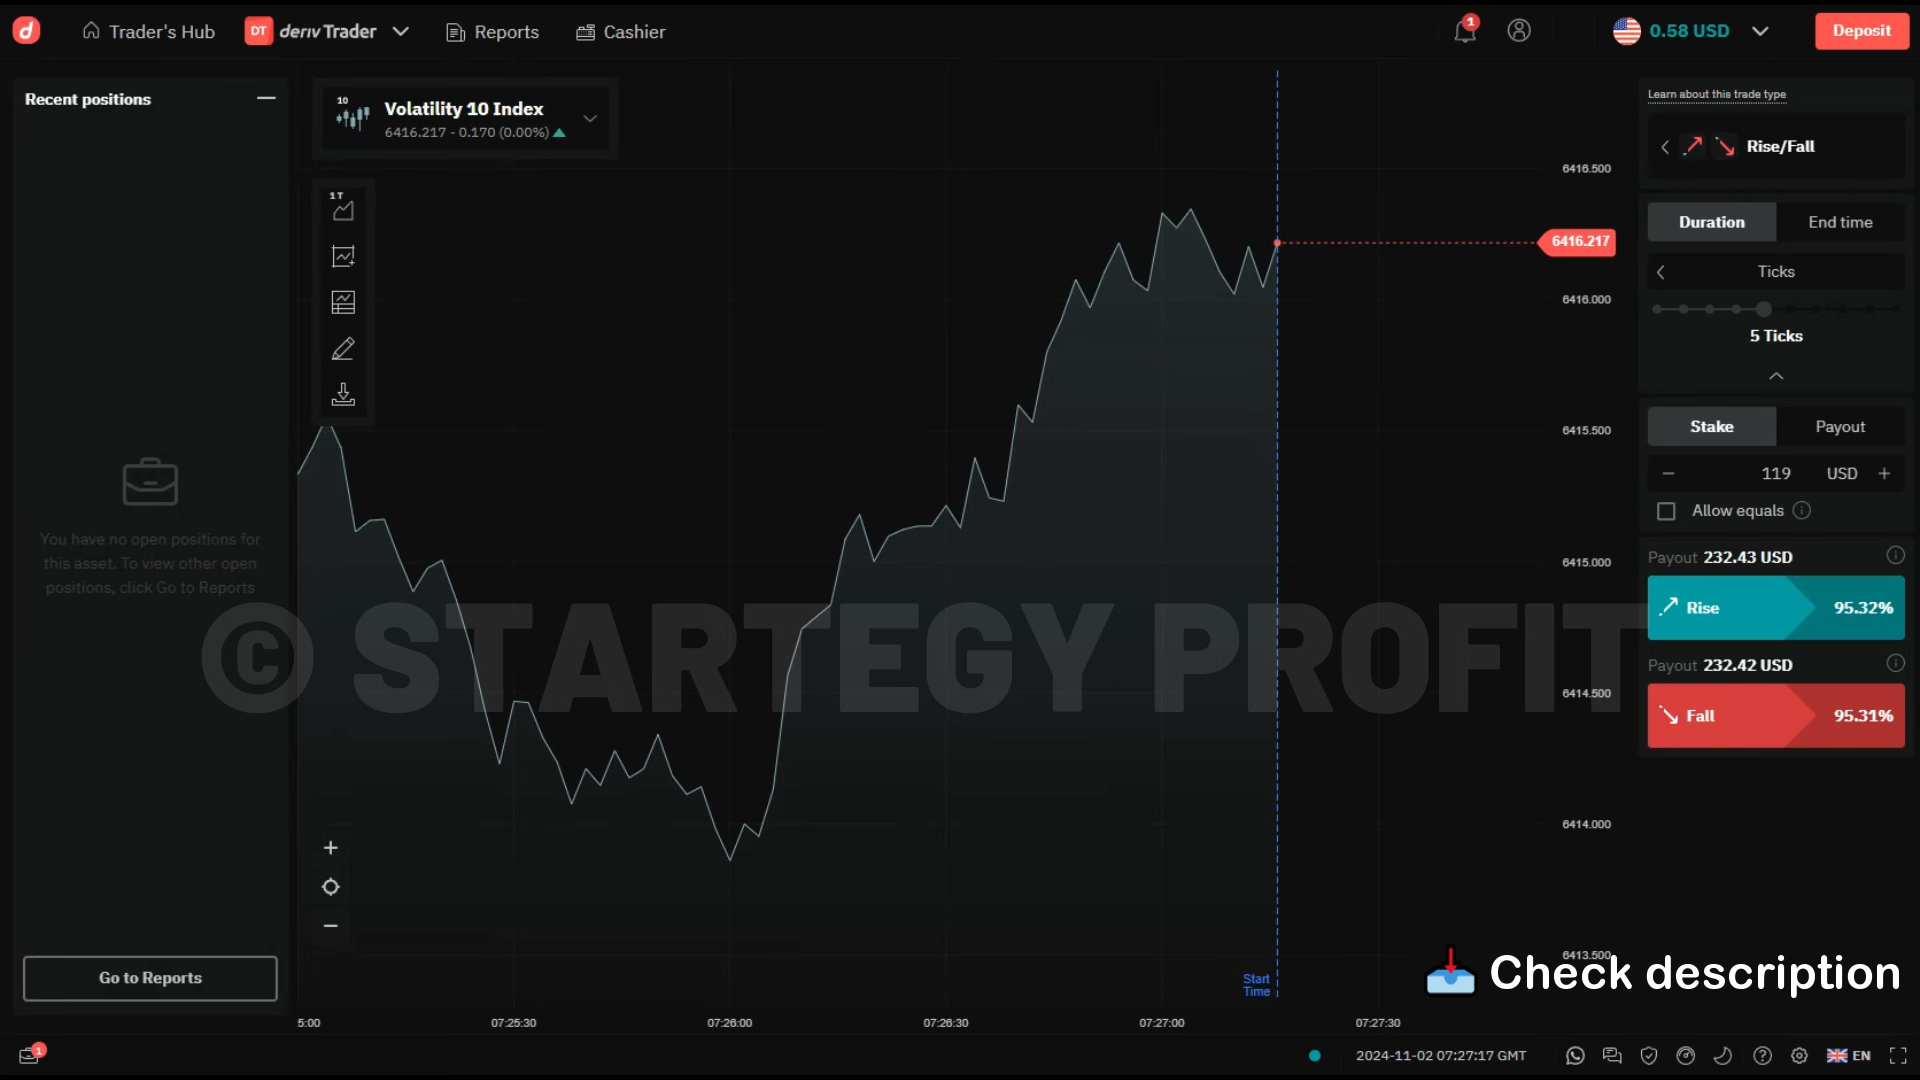 Trader's Hub
DT
deriv Trader
Reports
Cashier
1
0.58 USD
Deposit
Recent positions
10
Volatility 10 Index
6416.217 - 0.170 (0.00%)
1T
You have no open positions for
this asset. To view other open
positions, click Go to Reports
Go to Reports
6416.500
6416.217
6416.000
6415.500
6415.000
6414.500
6414.000
6413.500
© STARTEGY PROFIT
Start
Time
5:00
07:25:30
07:26:00
07:26:30
07:27:00
07:27:30
Learn about this trade type
Rise/Fall
Duration
End time
Ticks
5 Ticks
Stake
Payout
119
USD
Allow equals
Payout 232.43 USD
Rise
95.32%
Payout 232.42 USD
Fall
95.31%
Check description
1
2024-11-02 07:27:17 GMT
EN